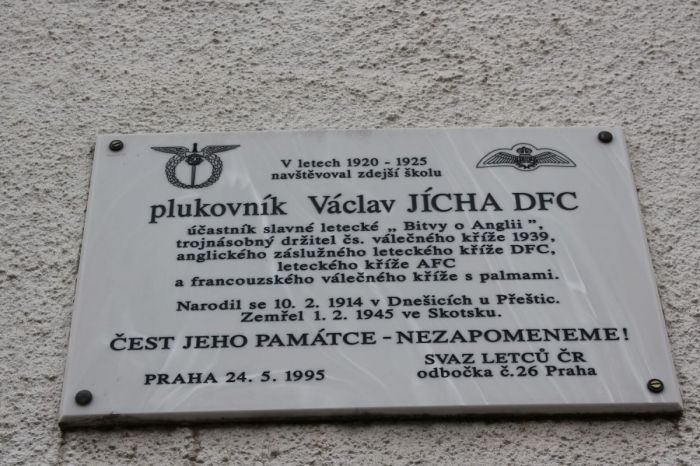 V letech 1920 - 1925
navštěvoval zdejší školu
plukovník Václav JÍCHA DFC
účastník slavné letecké „ Bitvy o Anglii ”,
trojnásobný držitel čs. válečného kříže 1939,
anglického záslužného leteckého kříže DFC,
leteckého kříže AFC
a francouzského válečného kříže s palmami.
Narodil se 10. 2. 1914 v Dnešicích u Přeštic.
Zemřel 1. 2. 1945 ve Skotsku.
ČEST JEHO PAMÁTCE - NEZAPOMENEME!
SVAZ LETCŮ ČR
PRAHA 24. 5. 1995 odbočka č.26 Praha